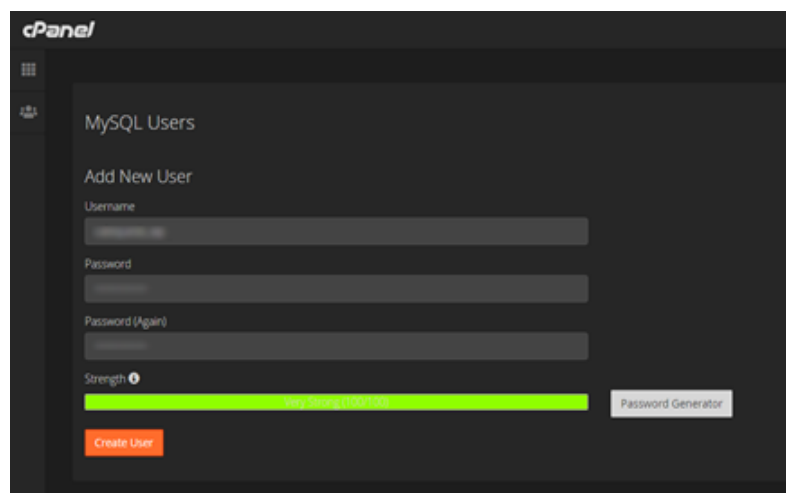 cPanel
MySQL Users
Add New User
Username
Password
Password (Again)
Strength
Very Strong (100/100)
Password Generator
Create User